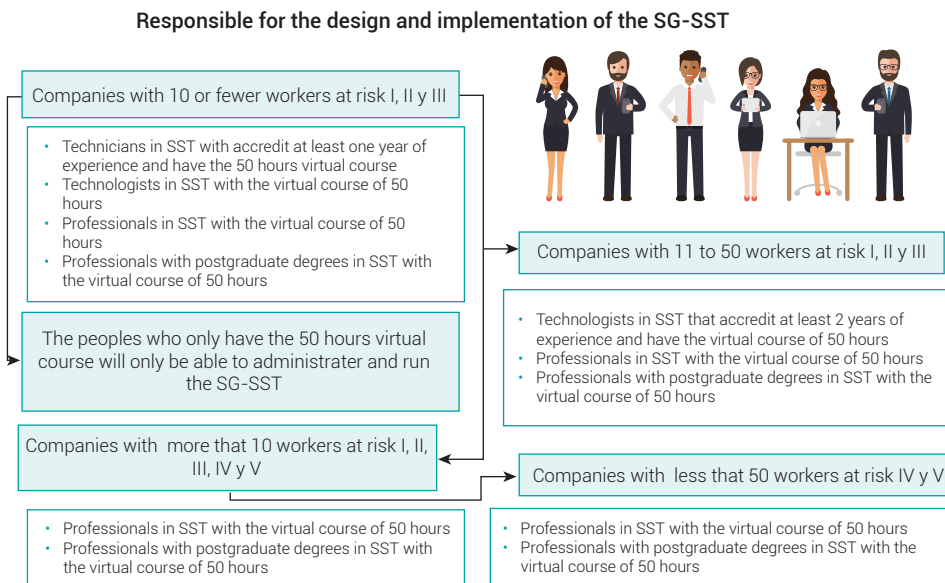 Responsible for the design and implementation of the SG-SST
Companies with 10 or fewer workers at risk I, II y III
• Technicians in SST with accredit at least one year of
experience and have the 50 hours virtual course
• Technologists in SST with the virtual course of 50
hours
• Professionals in SST with the virtual course of 50
hours
• Professionals with postgraduate degrees in SST with
the virtual course of 50 hours
The peoples who only have the 50 hours virtual
course will only be able to administrater and run
the SG-SST
Companies with 11 to 50 workers at risk I, II y III
• Technologists in SST that accredit at least 2 years of
experience and have the virtual course of 50 hours
• Professionals in SST with the virtual course of 50 hours
• Professionals with postgraduate degrees in SST with the
virtual course of 50 hours
Companies with more that 10 workers at risk I, II,
III, IV y V
• Professionals in SST with the virtual course of 50 hours
• Professionals with postgraduate degrees in SST with
the virtual course of 50 hours
Companies with less that 50 workers at risk IV y V
• Professionals in SST with the virtual course of 50 hours
• Professionals with postgraduate degrees in SST with the
virtual course of 50 hours